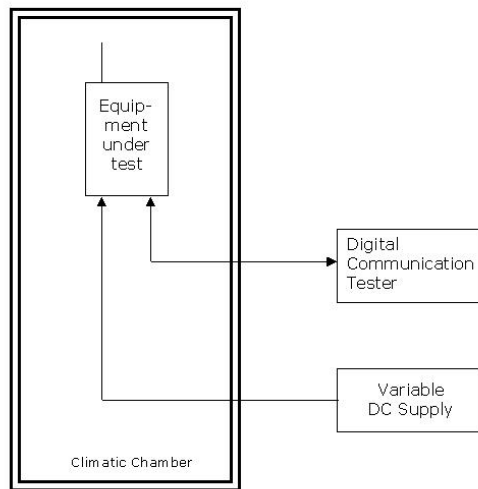 Equip-
ment
under
test
Digital
Communication
Tester
Variable
DC Supply
Climatic Chamber